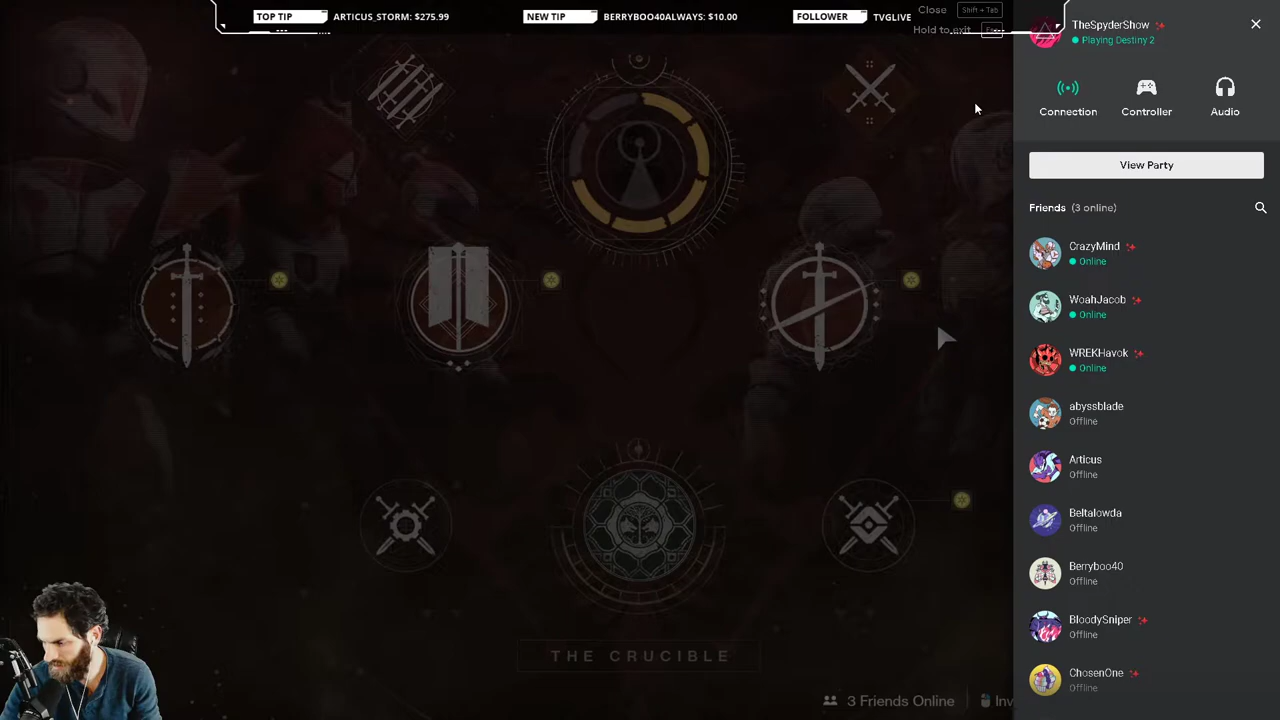 TOP TIP ARTICUS_STORM: $275.99 NEW TIP BERRYBOO40ALWAYS: $10.00 FOLLOWER TVGLIVE
Close Shift + Tab
Hold to exit
TheSpyderShow
Playing Destiny 2
Connection Controller Audio
View Party
Friends (3 online)
CrazyMind
Online
WoahJacob
Online
WREKHavok
Online
abyssblade
Offline
Articus
Offline
Beltalowda
Offline
Berryboo40
Offline
BloodySniper
Offline
ChosenOne
Offline
THE CRUCIBLE
3 Friends Online Inv